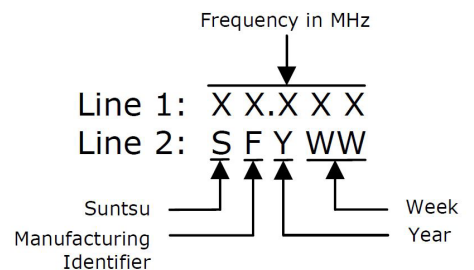 Frequency in MHz
Line 1: X X.X X X
Line 2: S F Y WW
Suntsu
Week
Manufacturing
Identifier
Year